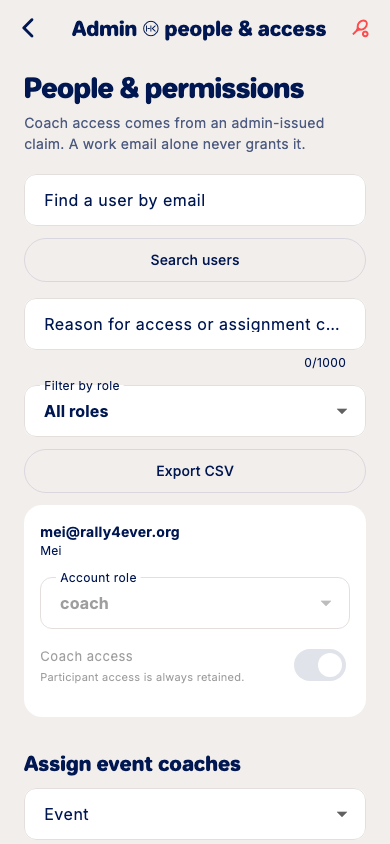 Admin HK people & access
People & permissions
Coach access comes from an admin-issued
claim. A work email alone never grants it.
Find a user by email
Search users
Reason for access or assignment c...
0/1000
Filter by role
All roles
Export CSV
mei@rally4ever.org
Mei
Account role
coach
Coach access
Participant access is always retained.
Assign event coaches
Event